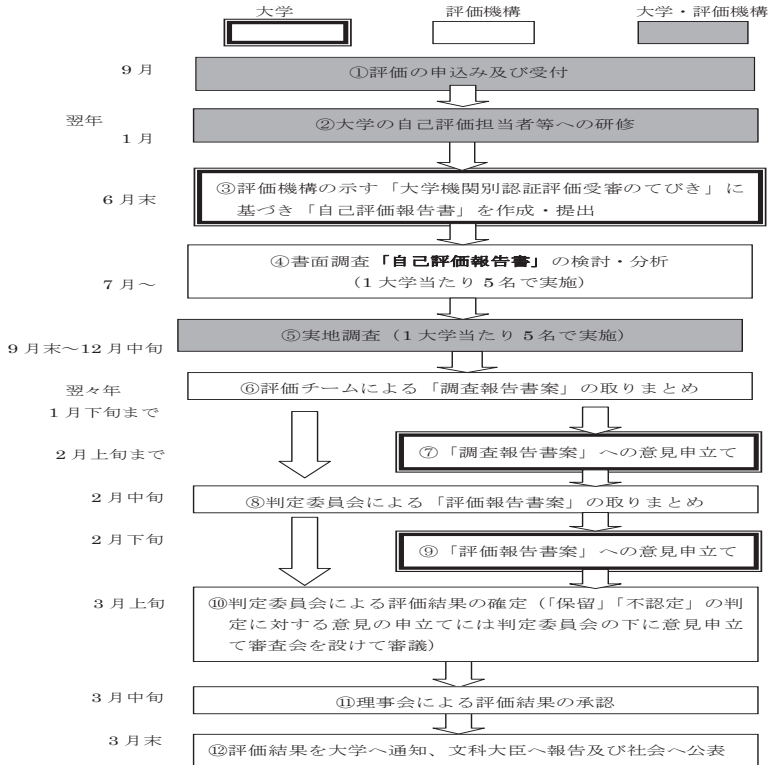 大学
評価機構
大学・評価機構
9月
①評価の申込み及び受付
翌年
1月
②大学の自己評価担当者等への研修
6月末
③評価機構の示す「大学機関別認証評価受審のてびき」に
基づき「自己評価報告書」を作成・提出
7月～
④書面調査「自己評価報告書」の検討・分析
（1大学当たり5名で実施）
9月末～12月中旬
⑤実地調査（1大学当たり5名で実施）
翌々年
1月下旬まで
⑥評価チームによる「調査報告書案」の取りまとめ
2月上旬まで
⑦「調査報告書案」への意見申立て
2月中旬
⑧判定委員会による「評価報告書案」の取りまとめ
2月下旬
⑨「評価報告書案」への意見申立て
3月上旬
⑩判定委員会による評価結果の確定（「保留」「不認定」の判
定に対する意見の申立てには判定委員会の下に意見申立
て審査会を設けて審議）
3月中旬
⑪理事会による評価結果の承認
3月末
⑫評価結果を大学へ通知、文科大臣へ報告及び社会へ公表